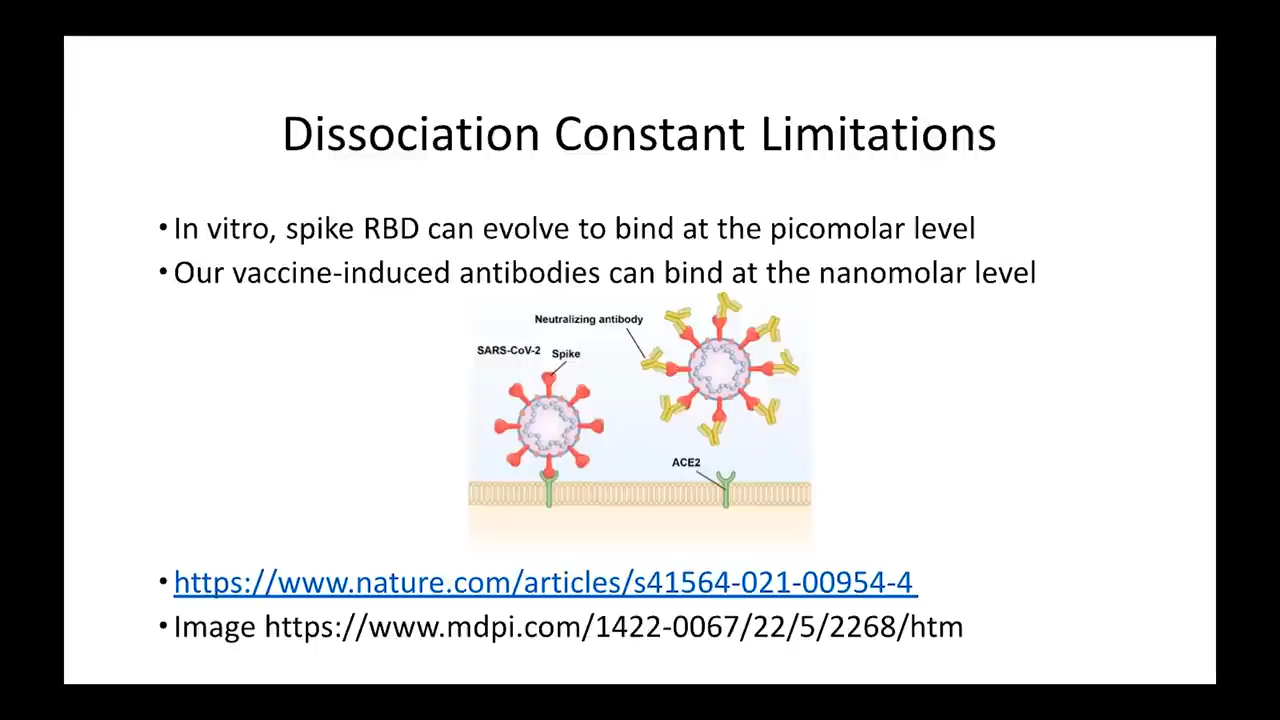 Dissociation Constant Limitations
• In vitro, spike RBD can evolve to bind at the picomolar level
• Our vaccine-induced antibodies can bind at the nanomolar level
Neutralizing antibody
SARS-CoV-2
Spike
ACE2
• https://www.nature.com/articles/s41564-021-00954-4
• Image https://www.mdpi.com/1422-0067/22/5/2268/htm